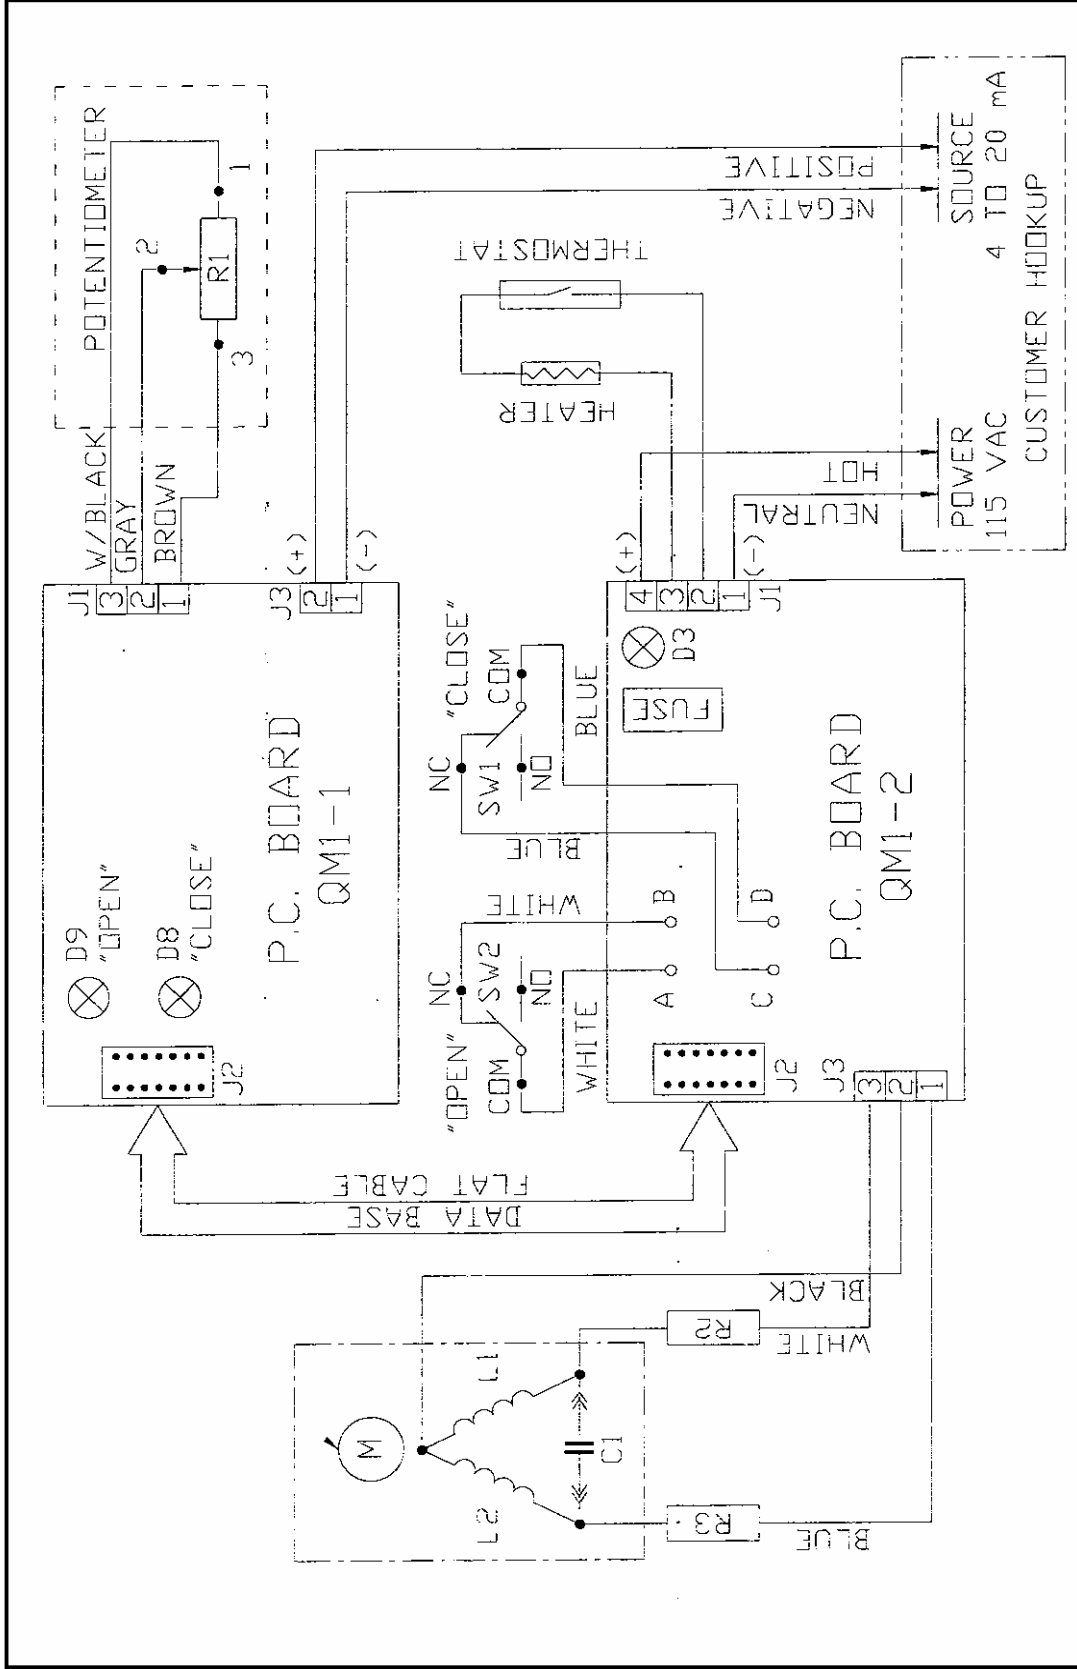 POTENTIOMETER
1
2
3
R1
W/BLACK
GRAY
BROWN
J1
3
2
1
J3
2
1
(+)
(-)
D9
"OPEN"
D8
"CLOSE"
P.C. BOARD
QM1-1
J2
POSITIVE
NEGATIVE
THERMOSTAT
HEATER
HOT
NEUTRAL
SOURCE
4 TO 20 mA
POWER
115 VAC
CUSTOMER HOOKUP
"CLOSE"
COM
NC
SW1
NO
BLUE
BLUE
"OPEN"
COM
NC
SW2
NO
WHITE
WHITE
(+)
(-)
4
3
2
1
J1
D3
FUSE
A
B
C
D
P.C. BOARD
QM1-2
J2
J3
3
2
1
FLAT CABLE
DATA BASE
BLACK
WHITE
BLUE
R2
R3
M
L1
L2
C1